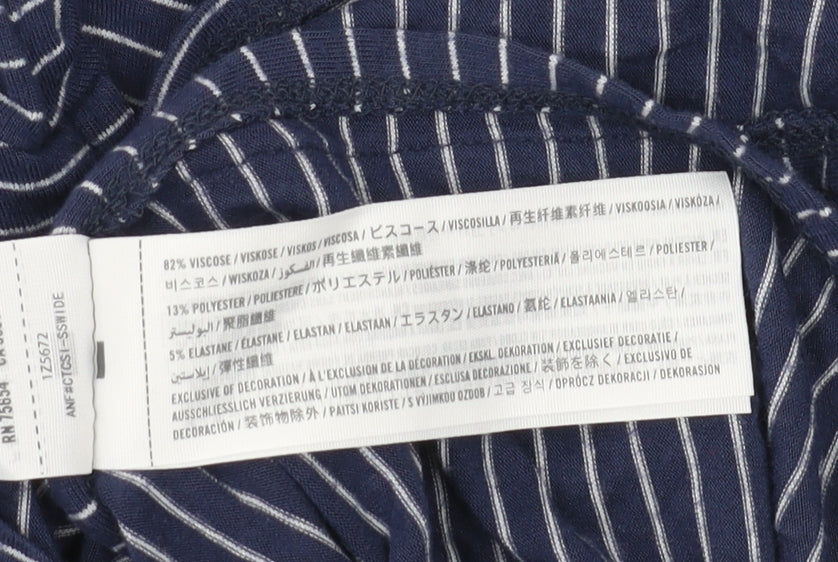 82% VISCOSE / VISKOSE / VISKOS / VISCOSA / ビスコース / VISCOSILLA / 再生纤维素纤维 / VISKOOSIA / VISKÓZA /
비스코스 / WISKOZA / الفسكوز / 再生纖維素纖維
13% POLYESTER / POLIESTERE / ポリエステル / POLIÉSTER / 涤纶 / POLYESTERIÄ / 폴리에스테르 / POLIESTER /
البوليستر / 聚脂纖維
5% ELASTANE / ÉLASTANE / ELASTAN / ELASTAAN / エラスタン / ELASTANO / 氨纶 / ELASTAANIA / 엘라스탄 /
إيلاستين / 彈性纖維
EXCLUSIVE OF DECORATION / À L'EXCLUSION DE LA DÉCORATION / EKSKL. DEKORATION / EXCLUSIEF DECORATIE /
AUSSCHLIESSLICH VERZIERUNG / UTOM DEKORATIONEN / ESCLUSA DECORAZIONE / 装飾を除く / EXCLUSIVO DE
DECORACIÓN / 装饰物除外 / PAITSI KORISTE / S VÝJIMKOU OZDOB / 고급 장식 / OPRÓCZ DEKORACJI / DEKORASJON
RN 75654
1Z5672
ANF#CTCST-SSWIDE